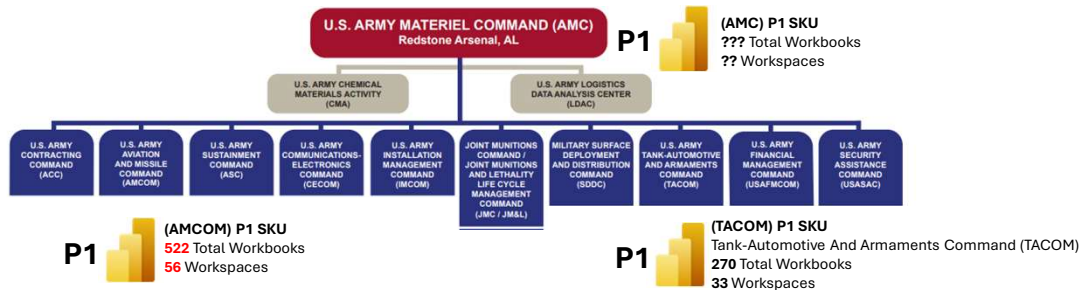 U.S. ARMY MATERIEL COMMAND (AMC)
Redstone Arsenal, AL
P1
(AMC) P1 SKU
??? Total Workbooks
?? Workspaces
U.S. ARMY CHEMICAL
MATERIALS ACTIVITY
(CMA)
U.S. ARMY LOGISTICS
DATA ANALYSIS CENTER
(LDAC)
U.S. ARMY
CONTRACTING
COMMAND
(ACC)
U.S. ARMY
AVIATION
AND MISSILE
COMMAND
(AMCOM)
U.S. ARMY
SUSTAINMENT
COMMAND
(ASC)
U.S. ARMY
COMMUNICATIONS-
ELECTRONICS
COMMAND
(CECOM)
U.S. ARMY
INSTALLATION
MANAGEMENT
COMMAND
(IMCOM)
JOINT MUNITIONS
COMMAND /
JOINT MUNITIONS
AND LETHALITY
LIFE CYCLE
MANAGEMENT
COMMAND
(JMC / JM&L)
MILITARY SURFACE
DEPLOYMENT
AND DISTRIBUTION
COMMAND
(SDDC)
U.S. ARMY
TANK-AUTOMOTIVE
AND ARMAMENTS
COMMAND
(TACOM)
U.S. ARMY
FINANCIAL
MANAGEMENT
COMMAND
(USAFMCOM)
U.S. ARMY
SECURITY
ASSISTANCE
COMMAND
(USASAC)
P1
(AMCOM) P1 SKU
522 Total Workbooks
56 Workspaces
P1
(TACOM) P1 SKU
Tank-Automotive And Armaments Command (TACOM)
270 Total Workbooks
33 Workspaces